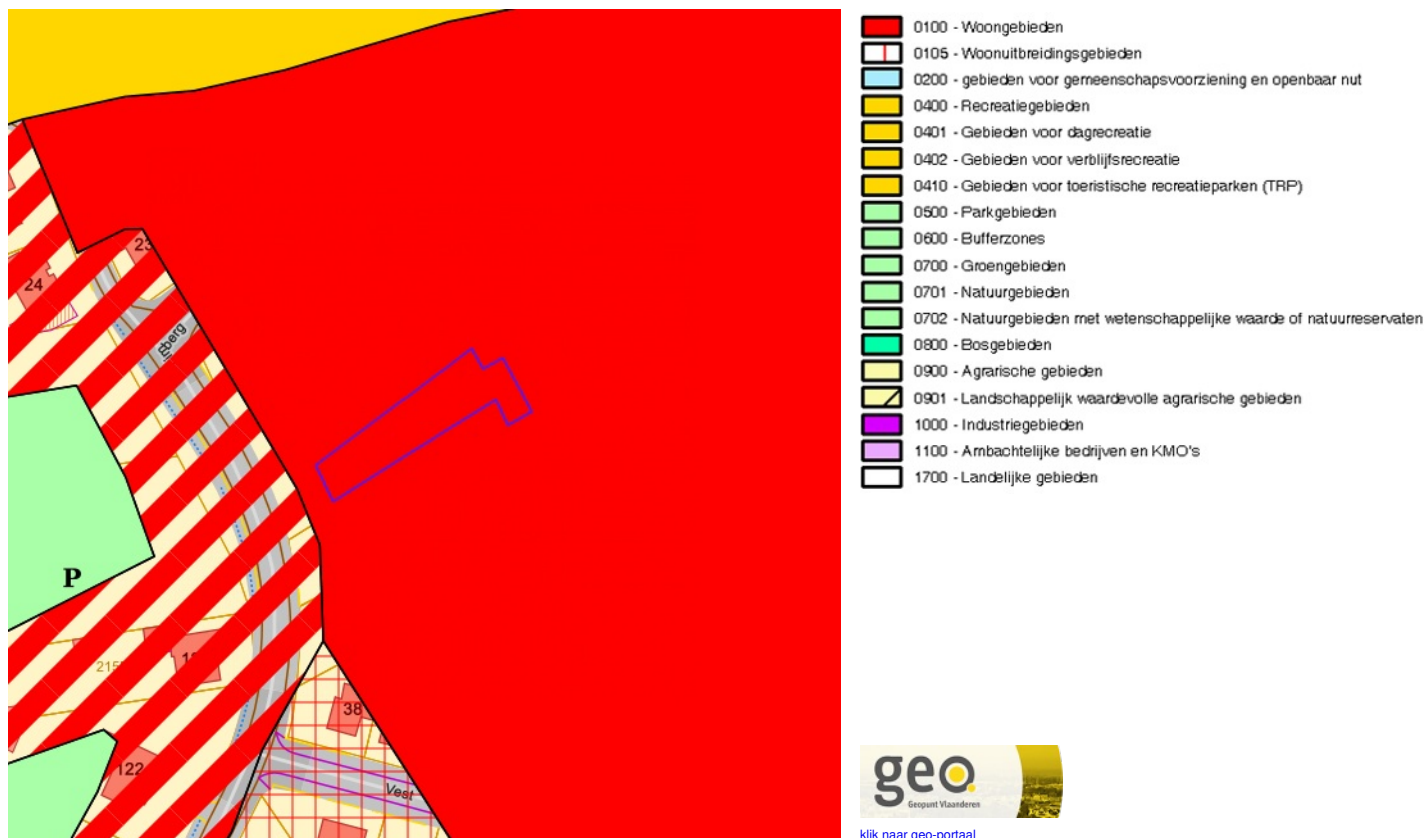 23
24
P
215
38
122
Vest
0100 - Woongebieden
0105 - Woonuitbreidingsgebieden
0200 - gebieden voor gemeenschapsvoorziening en openbaar nut
0400 - Recreatiegebieden
0401 - Gebieden voor dagrecreatie
0402 - Gebieden voor verblijfsrecreatie
0410 - Gebieden voor toeristische recreatieparken (TRP)
0500 - Parkgebieden
0600 - Bufferzones
0700 - Groengebieden
0701 - Natuurgebieden
0702 - Natuurgebieden met wetenschappelijke waarde of natuurreservaten
0800 - Bosgebieden
0900 - Agrarische gebieden
0901 - Landschappelijk waardevolle agrarische gebieden
1000 - Industriegebieden
1100 - Ambachtelijke bedrijven en KMO's
1700 - Landelijke gebieden
geo.
Geopunt Vlaanderen
klik naar geo-portaal